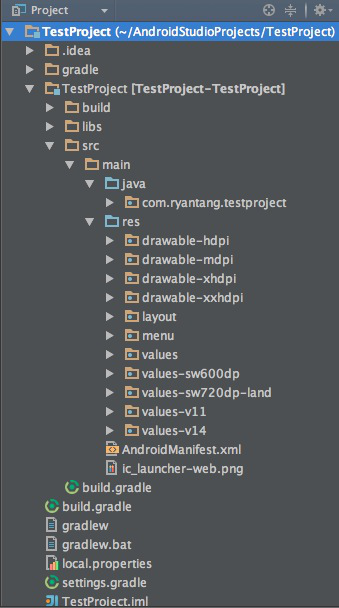 Project
TestProject (~/AndroidStudioProjects/TestProject)
.idea
gradle
TestProject [TestProject-TestProject]
build
libs
src
main
java
com.ryantang.testproject
res
drawable-hdpi
drawable-mdpi
drawable-xhdpi
drawable-xxhdpi
layout
menu
values
values-sw600dp
values-sw720dp-land
values-v11
values-v14
AndroidManifest.xml
ic_launcher-web.png
build.gradle
build.gradle
gradlew
gradlew.bat
local.properties
settings.gradle
TestProject.iml